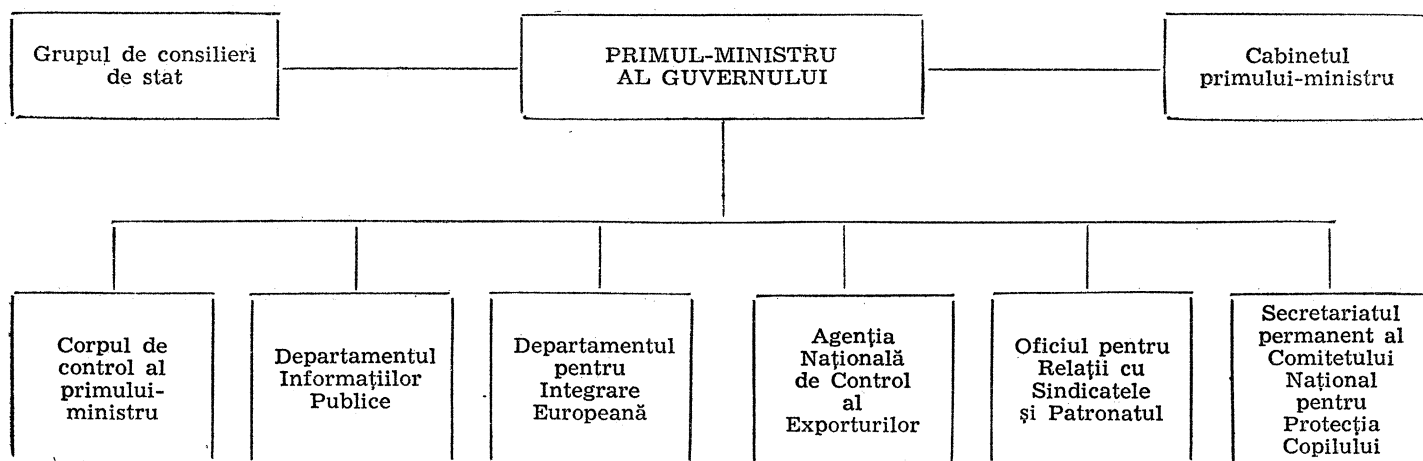 Grupul de consilieri
de stat
PRIMUL-MINISTRU
AL GUVERNULUI
Cabinetul
primului-ministru
Corpul de
control al
primului-
ministru
Departamentul
Informațiilor
Publice
Departamentul
pentru
Integrare
Europeană
Agenția
Națională
de Control
al
Exporturilor
Oficiul pentru
Relații cu
Sindicatele
și Patronatul
Secretariatul
permanent al
Comitetului
Național
pentru
Protecția
Copilului